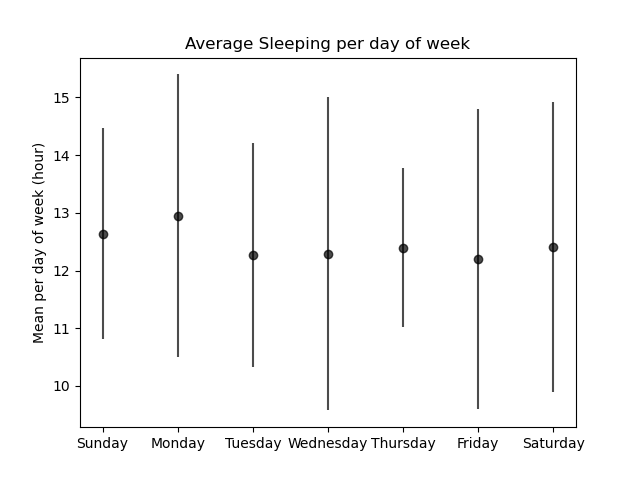 Average Sleeping per day of week
Mean per day of week (hour)
15
14
13
12
11
10
Sunday Monday Tuesday Wednesday Thursday Friday Saturday